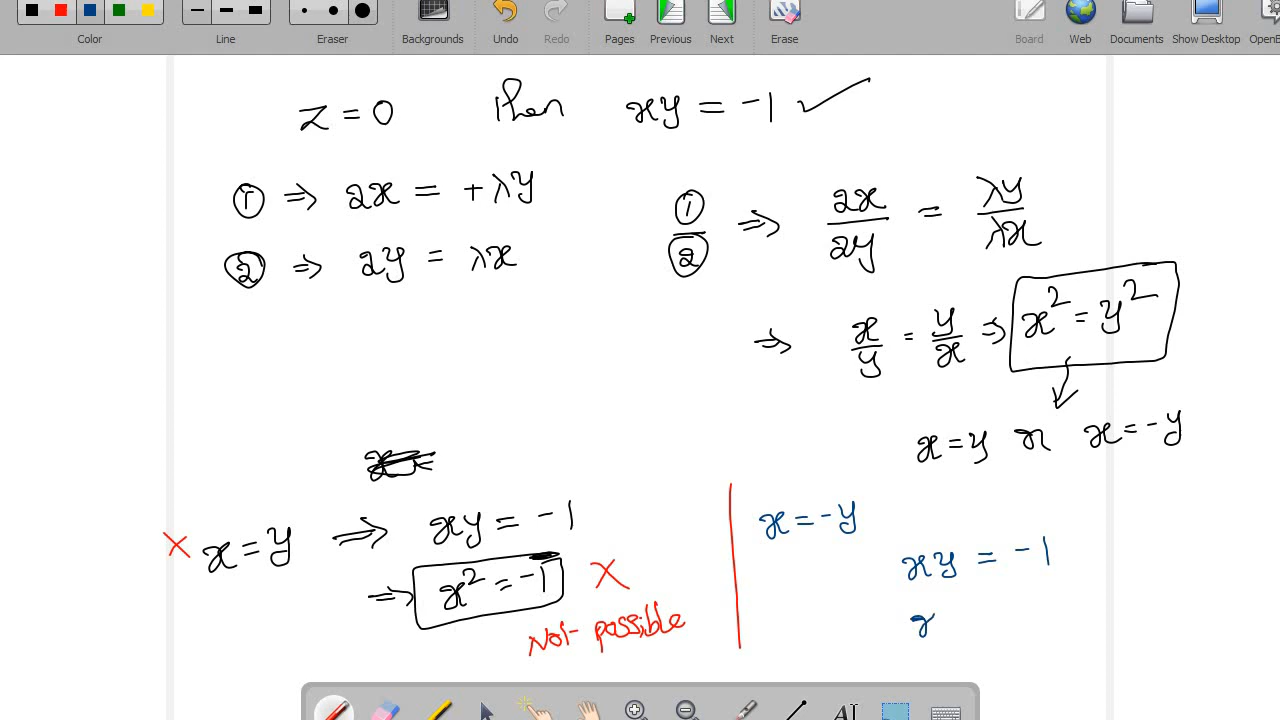 Color Line Eraser Backgrounds Undo Redo Pages Previous Next Erase Board Web Documents Show Desktop OpenB
z = 0 then xy = -1 ✓
① ⇒ 2x = +λy
② ⇒ 2y = λx
①/② ⇒ 2x/2y = λy/λx
⇒ x/y = y/x ⇒ x² = y²
x = y or x = -y
× x = y ⇒ xy = -1
⇒ x² = -1 ×
Not possible
x = -y
xy = -1